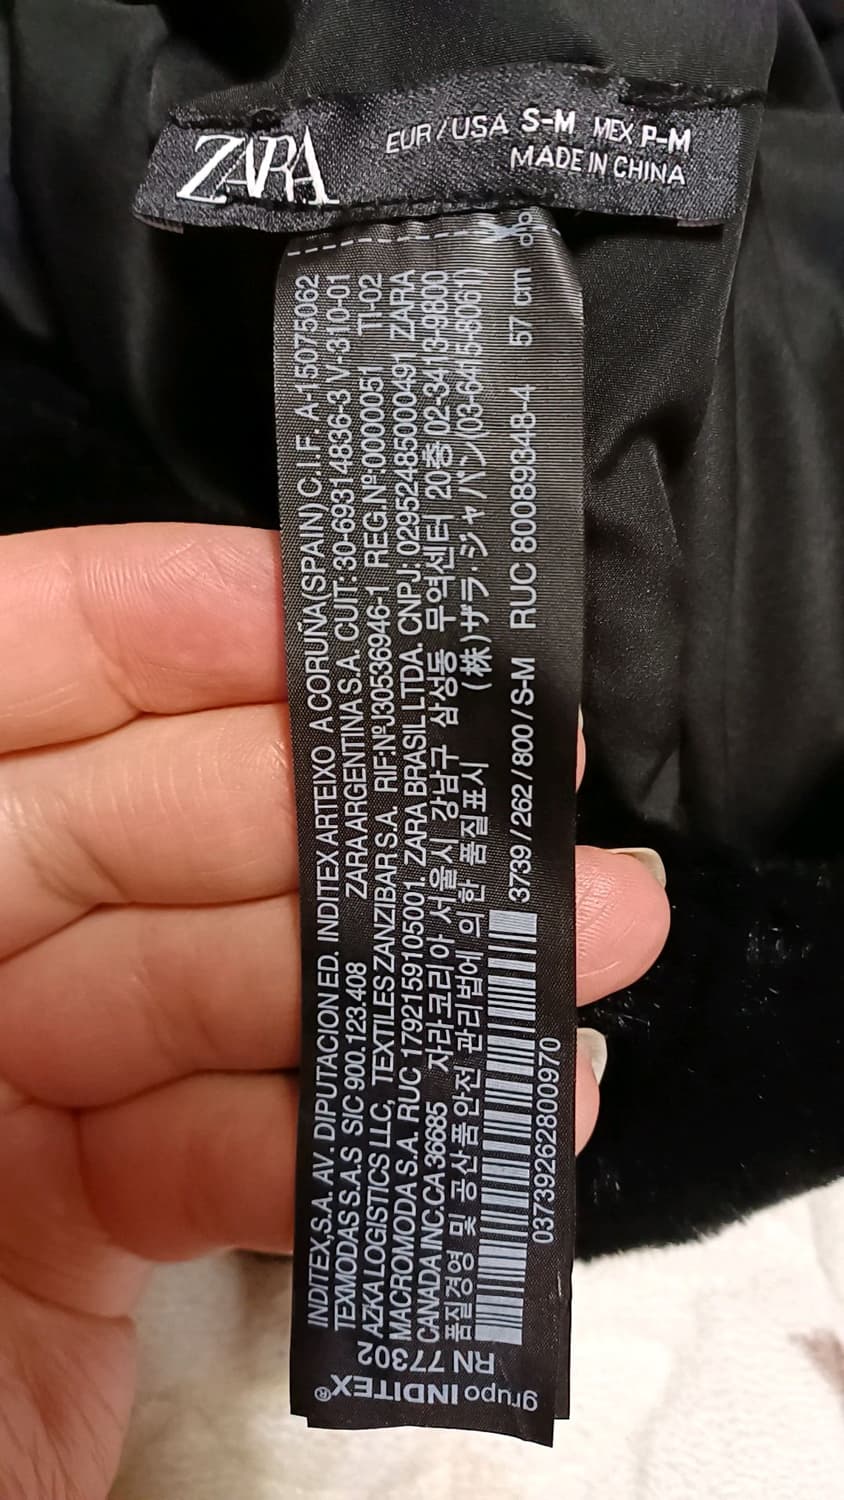 ZARA
EUR/USA S-M MEX P-M
MADE IN CHINA
INDITEX,S.A. AV. DIPUTACION ED. INDITEX ARTEIXO A CORUÑA(SPAIN) C.I.F. A-15075062
TEXMODAS S.A.S SIC 900.123.408 ZARA ARGENTINA S.A. CUIT: 30-69314836-3 V-310-01
AZKA LOGISTICS LLC, TEXTILES ZANZIBAR S.A. RIF-NºJ30536946-1 REG.Nº00000051 TI-02
MACROMODA S.A. RUC 1792159105001 ZARA BRASIL LTDA. CNPJ: 02952485000491 ZARA
CANADA INC.CA 36685 자라코리아 서울시 강남구 삼성동 무역센터 20층 02-3413-9800
품질경영 및 공산품안전 관리법에 의한 품질표시 (株)ザラ・ジャパン(03-6415-8061)
3739/262/800/S-M RUC 80089348-4 57 cm
03739262800970
RN 77302
grupo INDITEX®